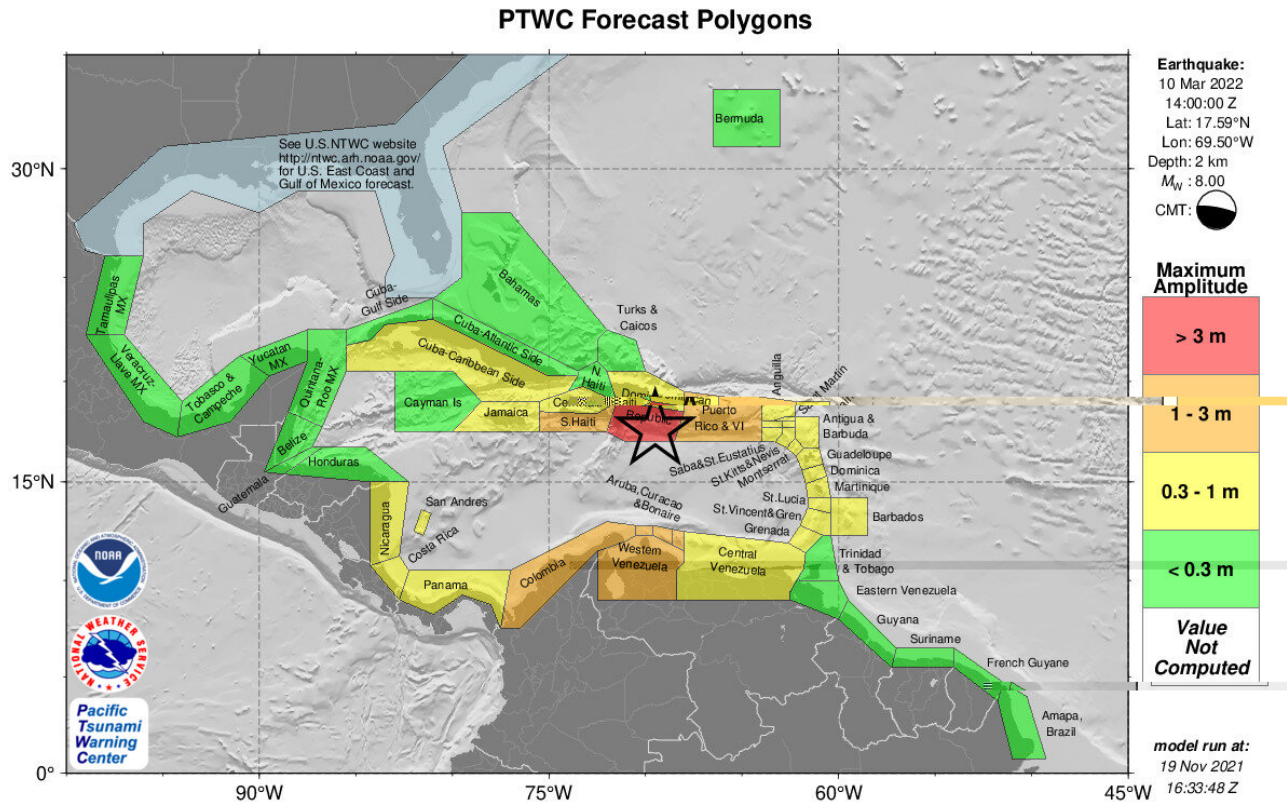 PTWC Forecast Polygons
Earthquake:
10 Mar 2022
14:00:00 Z
Lat: 17.59°N
Lon: 69.50°W
Depth: 2 km
Mw : 8.00
CMT:
Maximum
Amplitude
> 3 m
1 - 3 m
0.3 - 1 m
< 0.3 m
Value
Not
Computed
model run at:
19 Nov 2021
16:33:48 Z
30°N
15°N
0°
90°W
75°W
60°W
45°W
See U.S.NTWC website
http://ntwc.arh.noaa.gov/
for U.S. East Coast and
Gulf of Mexico forecast.
Bermuda
Bahamas
Turks &
Caicos
Cuba-
Gulf Side
Cuba-Atlantic Side
Cuba-Caribbean Side
Tamaulipas
MX
Veracruz-
Llave MX
Tobasco &
Campeche
Yucatan
MX
Quintana-
Roo MX
Belize
Guatemala
Honduras
Cayman Is
Jamaica
N.
Haiti
S.Haiti
Republic
Puerto
Rico & VI
Anguilla
Antigua &
Barbuda
Guadeloupe
Dominica
Martinique
Saba&St.Eustatius
St.Kitts&Nevis
Montserrat
St.Lucia
St.Vincent&Gren
Grenada
Barbados
Aruba,Curacao
&Bonaire
San Andres
Nicaragua
Costa Rica
Panama
Colombia
Western
Venezuela
Central
Venezuela
Trinidad
& Tobago
Eastern Venezuela
Guyana
Suriname
French Guyane
Amapa,
Brazil
NOAA
NATIONAL WEATHER SERVICE
Pacific
Tsunami
Warning
Center